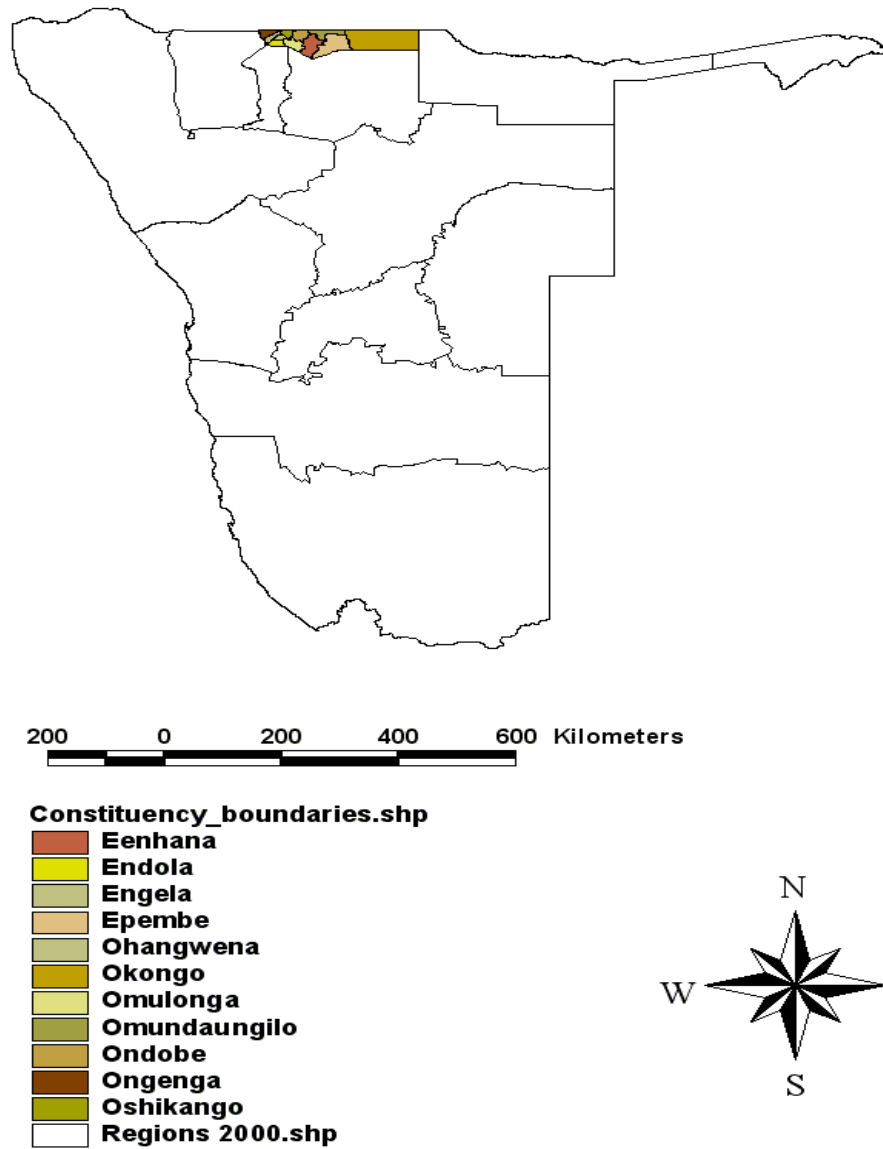 200 0 200 400 600 Kilometers
Constituency_boundaries.shp
Eenhana
Endola
Engela
Epembe
Ohangwena
Okongo
Omulonga
Omundaungilo
Ondobe
Ongenga
Oshikango
Regions 2000.shp
N
W
S